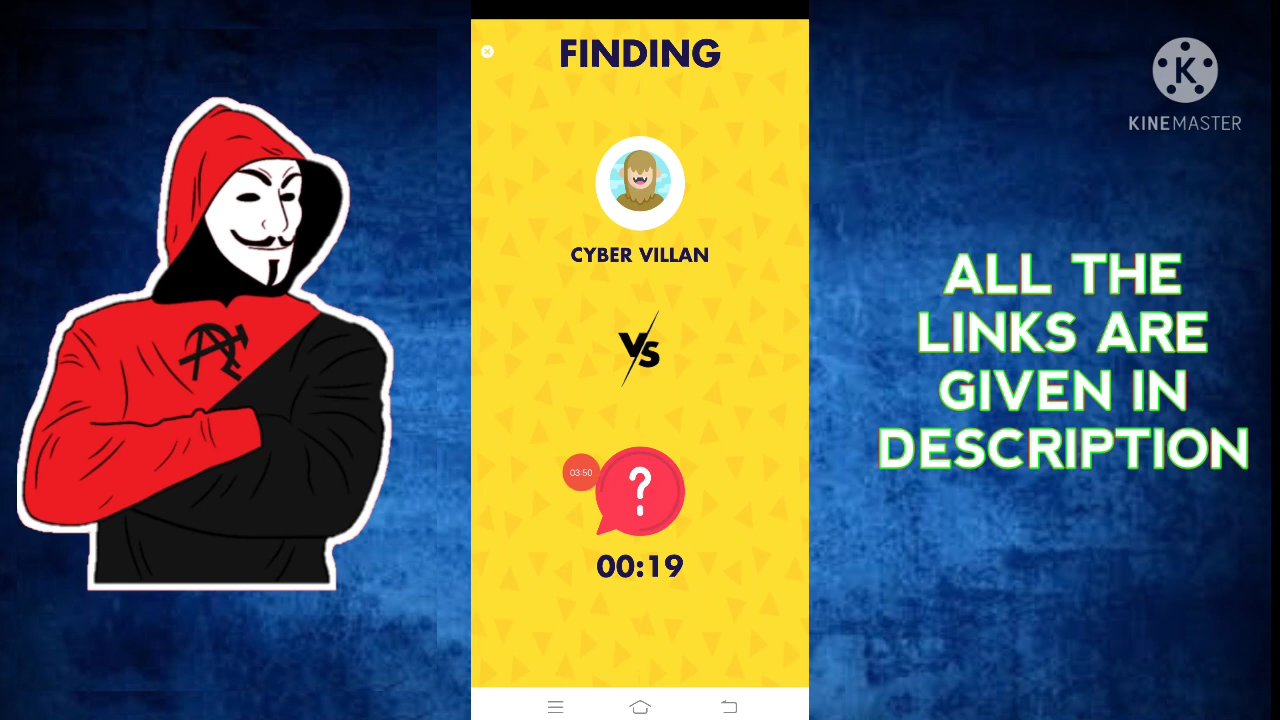 FINDING
CYBER VILLAN
VS
03:50
?
00:19
K
KINEMASTER
ALL THE
LINKS ARE
GIVEN IN
DESCRIPTION